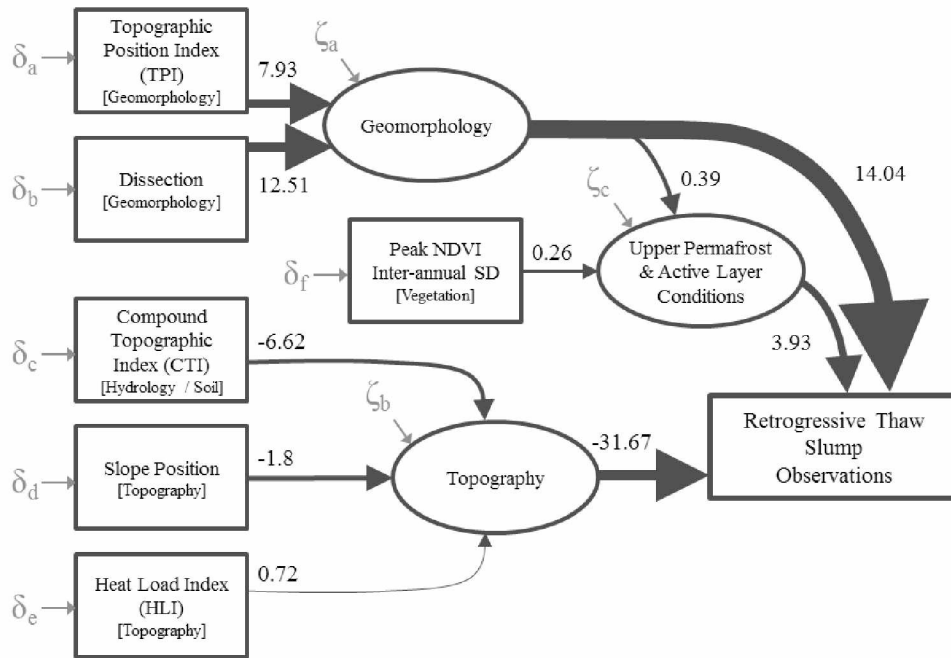 δa
Topographic
Position Index
(TPI)
[Geomorphology]
7.93
ζa
Geomorphology
δb
Dissection
[Geomorphology]
12.51
14.04
0.39
ζc
δf
Peak NDVI
Inter-annual SD
[Vegetation]
0.26
Upper Permafrost
& Active Layer
Conditions
3.93
δc
Compound
Topographic
Index (CTI)
[Hydrology / Soil]
-6.62
ζb
δd
Slope Position
[Topography]
-1.8
Topography
-31.67
Retrogressive Thaw
Slump
Observations
δe
Heat Load Index
(HLI)
[Topography]
0.72